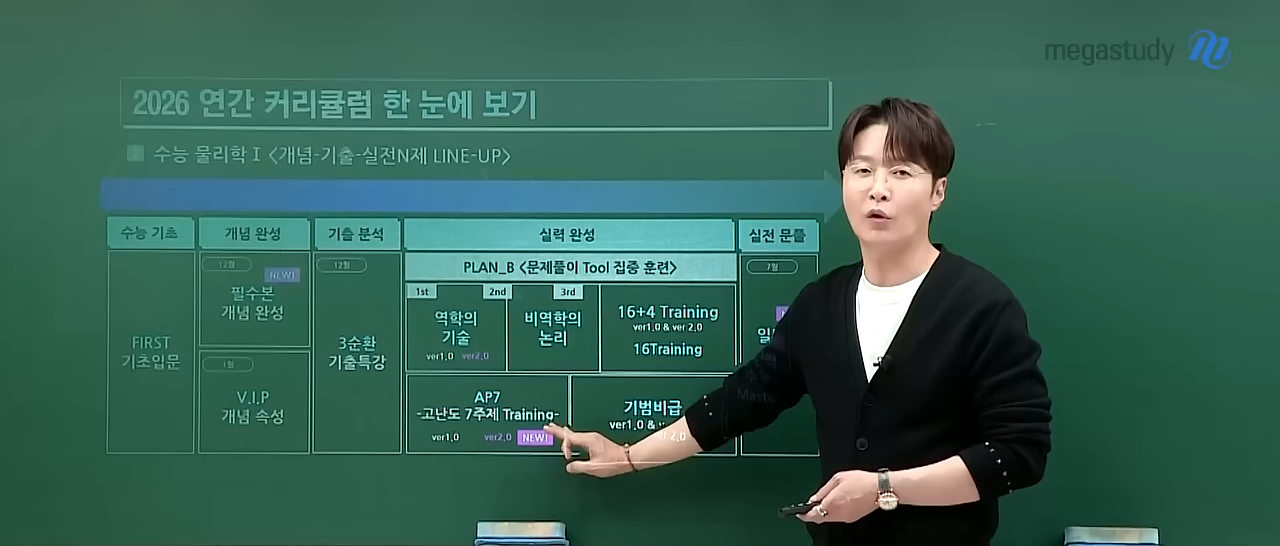 megastudy
2026 연간 커리큘럼 한 눈에 보기
수능 물리학 I <개념-기출-실전N제 LINE-UP>
수능 기초
개념 완성
기출 분석
실력 완성
실전 문풀
FIRST
기초입문
12월
NEW!
필수본
개념 완성
1월
V.I.P
개념 속성
12월
3순환
기출특강
PLAN_B <문제풀이 Tool 집중 훈련>
1st
역학의
기술
ver1.0 ver2.0
2nd
비역학의
논리
3rd
16+4 Training
ver1.0 & ver 2.0
16Training
AP7
-고난도 7주제 Training-
ver1.0 ver2.0 NEW!
기범비급
ver1.0 &
2.0
7월